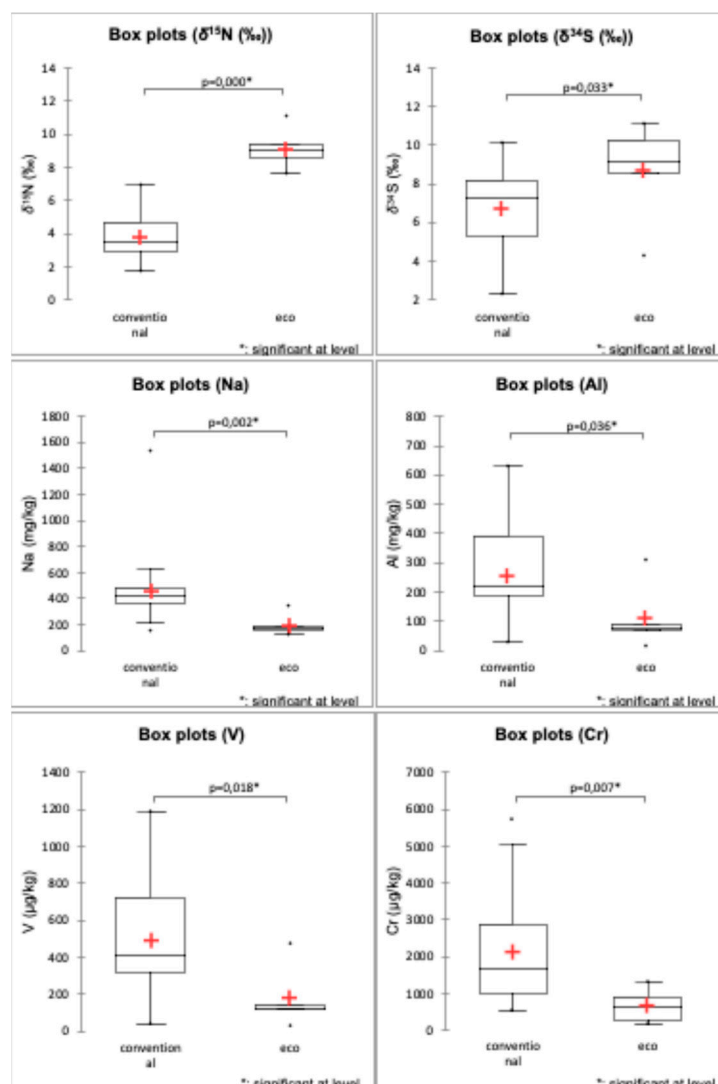 Box plots (δ¹⁵N (‰))
p=0,000*
14
12
10
8
6
4
2
0
δ¹⁵N (‰)
conventio
nal
eco
*: significant at level
Box plots (δ³⁴S (‰))
p=0,033*
14
12
10
8
6
4
2
δ³⁴S (‰)
conventio
nal
eco
*: significant at level
Box plots (Na)
p=0,002*
1800
1600
1400
1200
1000
800
600
400
200
0
Na (mg/kg)
conventio
nal
eco
*: significant at level
Box plots (Al)
p=0,036*
800
700
600
500
400
300
200
100
0
Al (mg/kg)
conventio
nal
eco
*: significant at level
Box plots (V)
p=0,018*
1400
1200
1000
800
600
400
200
0
V (µg/kg)
convention
al
eco
*: significant at level
Box plots (Cr)
p=0,007*
7000
6000
5000
4000
3000
2000
1000
0
Cr (µg/kg)
conventio
nal
eco
*: significant at level